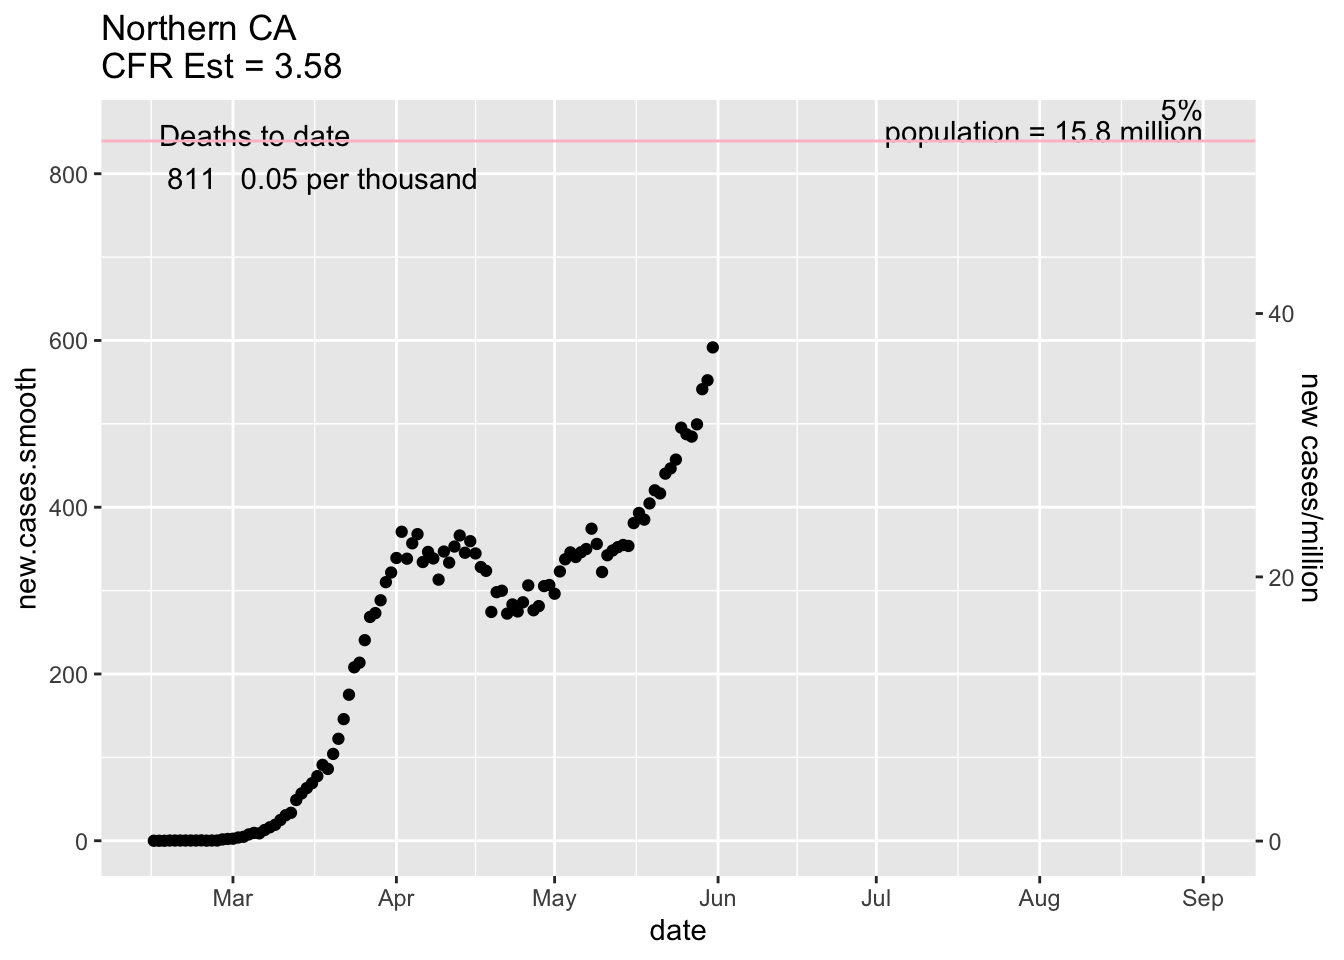 Northern CA
CFR Est = 3.58
5%
Deaths to date
population = 15.8 million
811 0.05 per thousand
800
600
400
200
0
40
20
0
new.cases.smooth
new cases/million
Mar Apr May Jun Jul Aug Sep
date